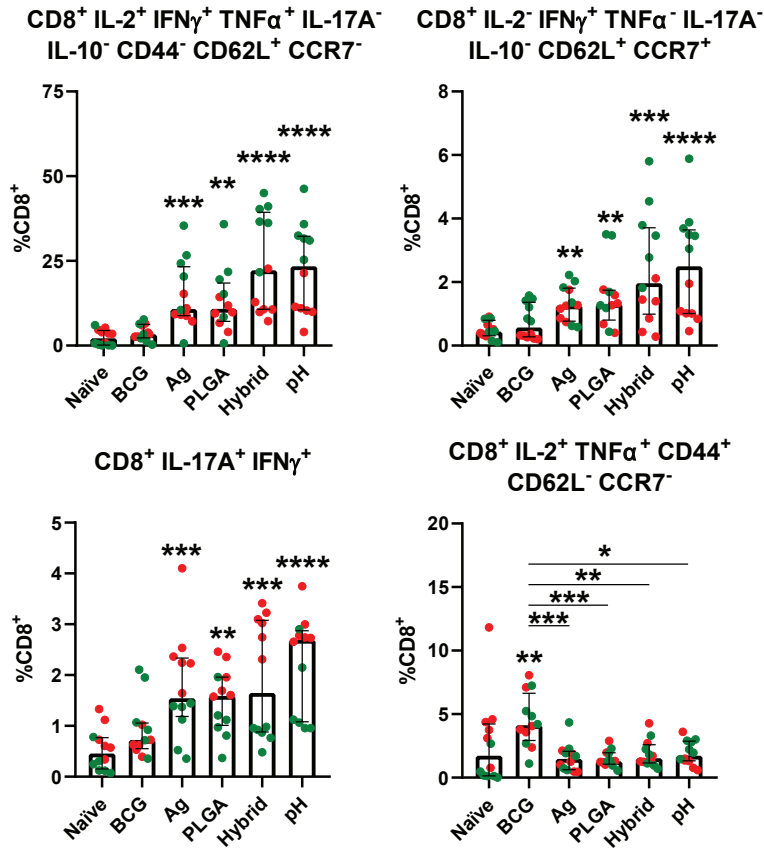 CD8⁺ IL-2⁺ IFNγ⁺ TNFα⁺ IL-17A⁻
IL-10⁻ CD44⁻ CD62L⁺ CCR7⁻
75
50
25
0
%CD8⁺
***
**
****
****
Naïve
BCG
Ag
PLGA
Hybrid
pH
CD8⁺ IL-2⁻ IFNγ⁺ TNFα⁻ IL-17A⁻
IL-10⁻ CD62L⁺ CCR7⁺
8
6
4
2
0
%CD8⁺
**
**
***
****
Naïve
BCG
Ag
PLGA
Hybrid
pH
CD8⁺ IL-17A⁺ IFNγ⁺
5
4
3
2
1
0
%CD8⁺
***
**
***
****
Naïve
BCG
Ag
PLGA
Hybrid
pH
CD8⁺ IL-2⁺ TNFα⁺ CD44⁺
CD62L⁻ CCR7⁻
20
15
10
5
0
%CD8⁺
*
**
***
***
**
Naïve
BCG
Ag
PLGA
Hybrid
pH